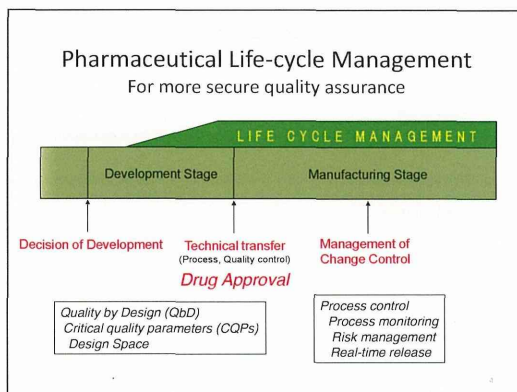 Pharmaceutical Life-cycle Management
For more secure quality assurance
LIFE CYCLE MANAGEMENT
Development Stage
Manufacturing Stage
Decision of Development
Technical transfer
(Process, Quality control)
Drug Approval
Management of
Change Control
Quality by Design (QbD)
Critical quality parameters (CQPs)
Design Space
Process control
Process monitoring
Risk management
Real-time release
4